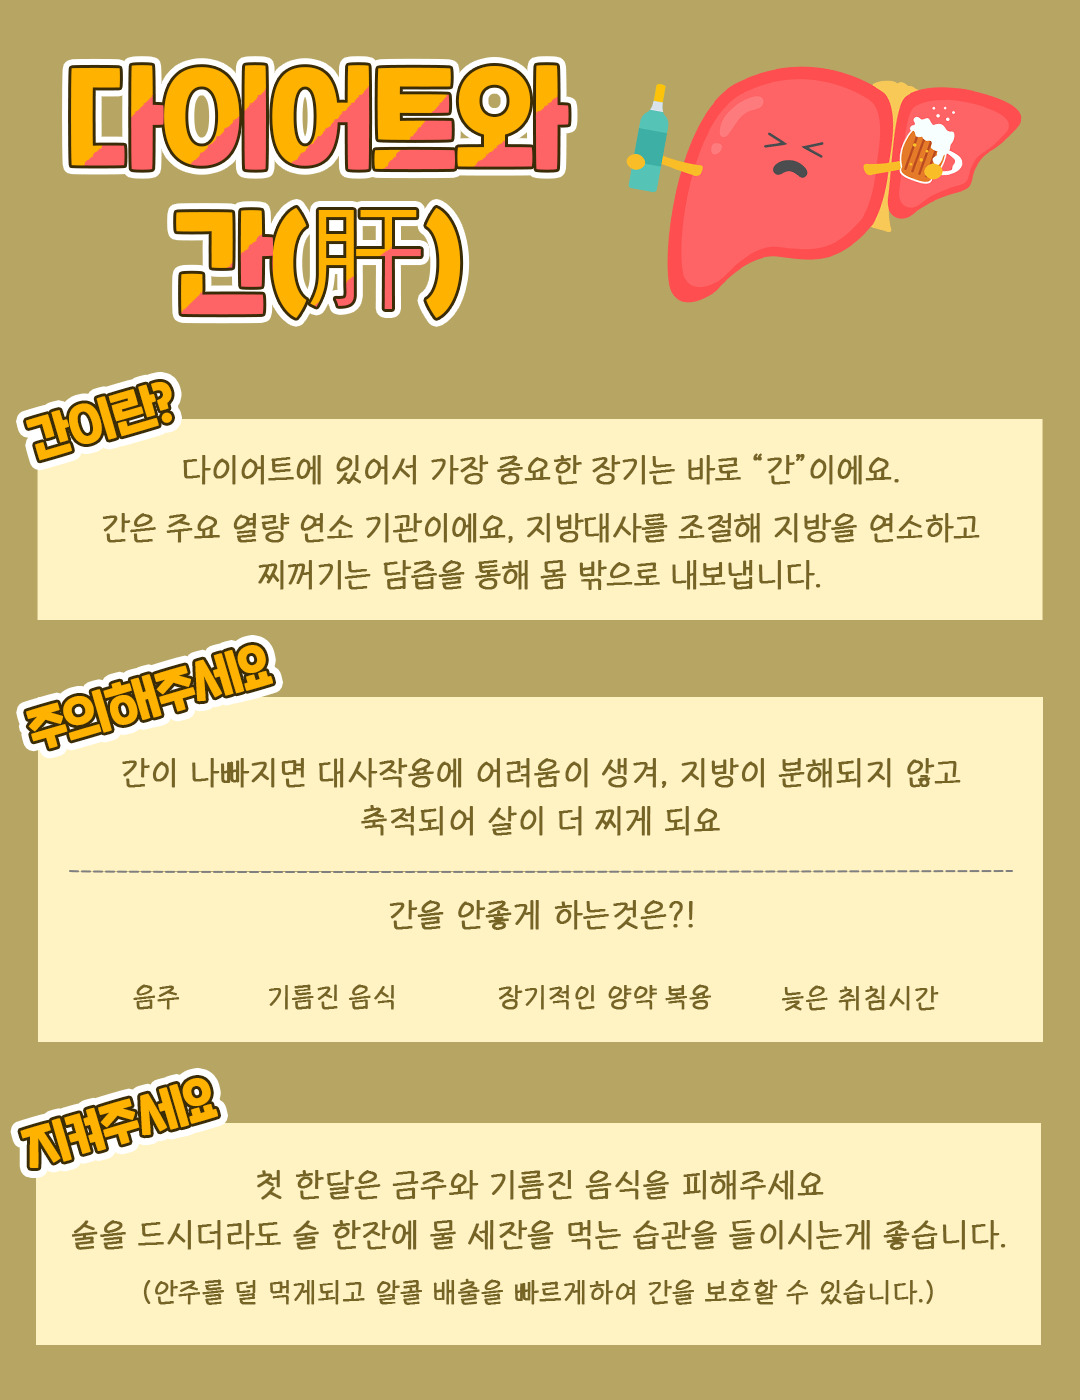 다이어트와
간(肝)
간이란?
다이어트에 있어서 가장 중요한 장기는 바로 “간”이에요.
간은 주요 열량 연소 기관이에요, 지방대사를 조절해 지방을 연소하고
찌꺼기는 담즙을 통해 몸 밖으로 내보냅니다.
주의해주세요
간이 나빠지면 대사작용에 어려움이 생겨, 지방이 분해되지 않고
축적되어 살이 더 찌게 되요
간을 안좋게 하는것은?!
음주 기름진 음식 장기적인 양약 복용 늦은 취침시간
지켜주세요
첫 한달은 금주와 기름진 음식을 피해주세요
술을 드시더라도 술 한잔에 물 세잔을 먹는 습관을 들이시는게 좋습니다.
(안주를 덜 먹게되고 알콜 배출을 빠르게하여 간을 보호할 수 있습니다.)